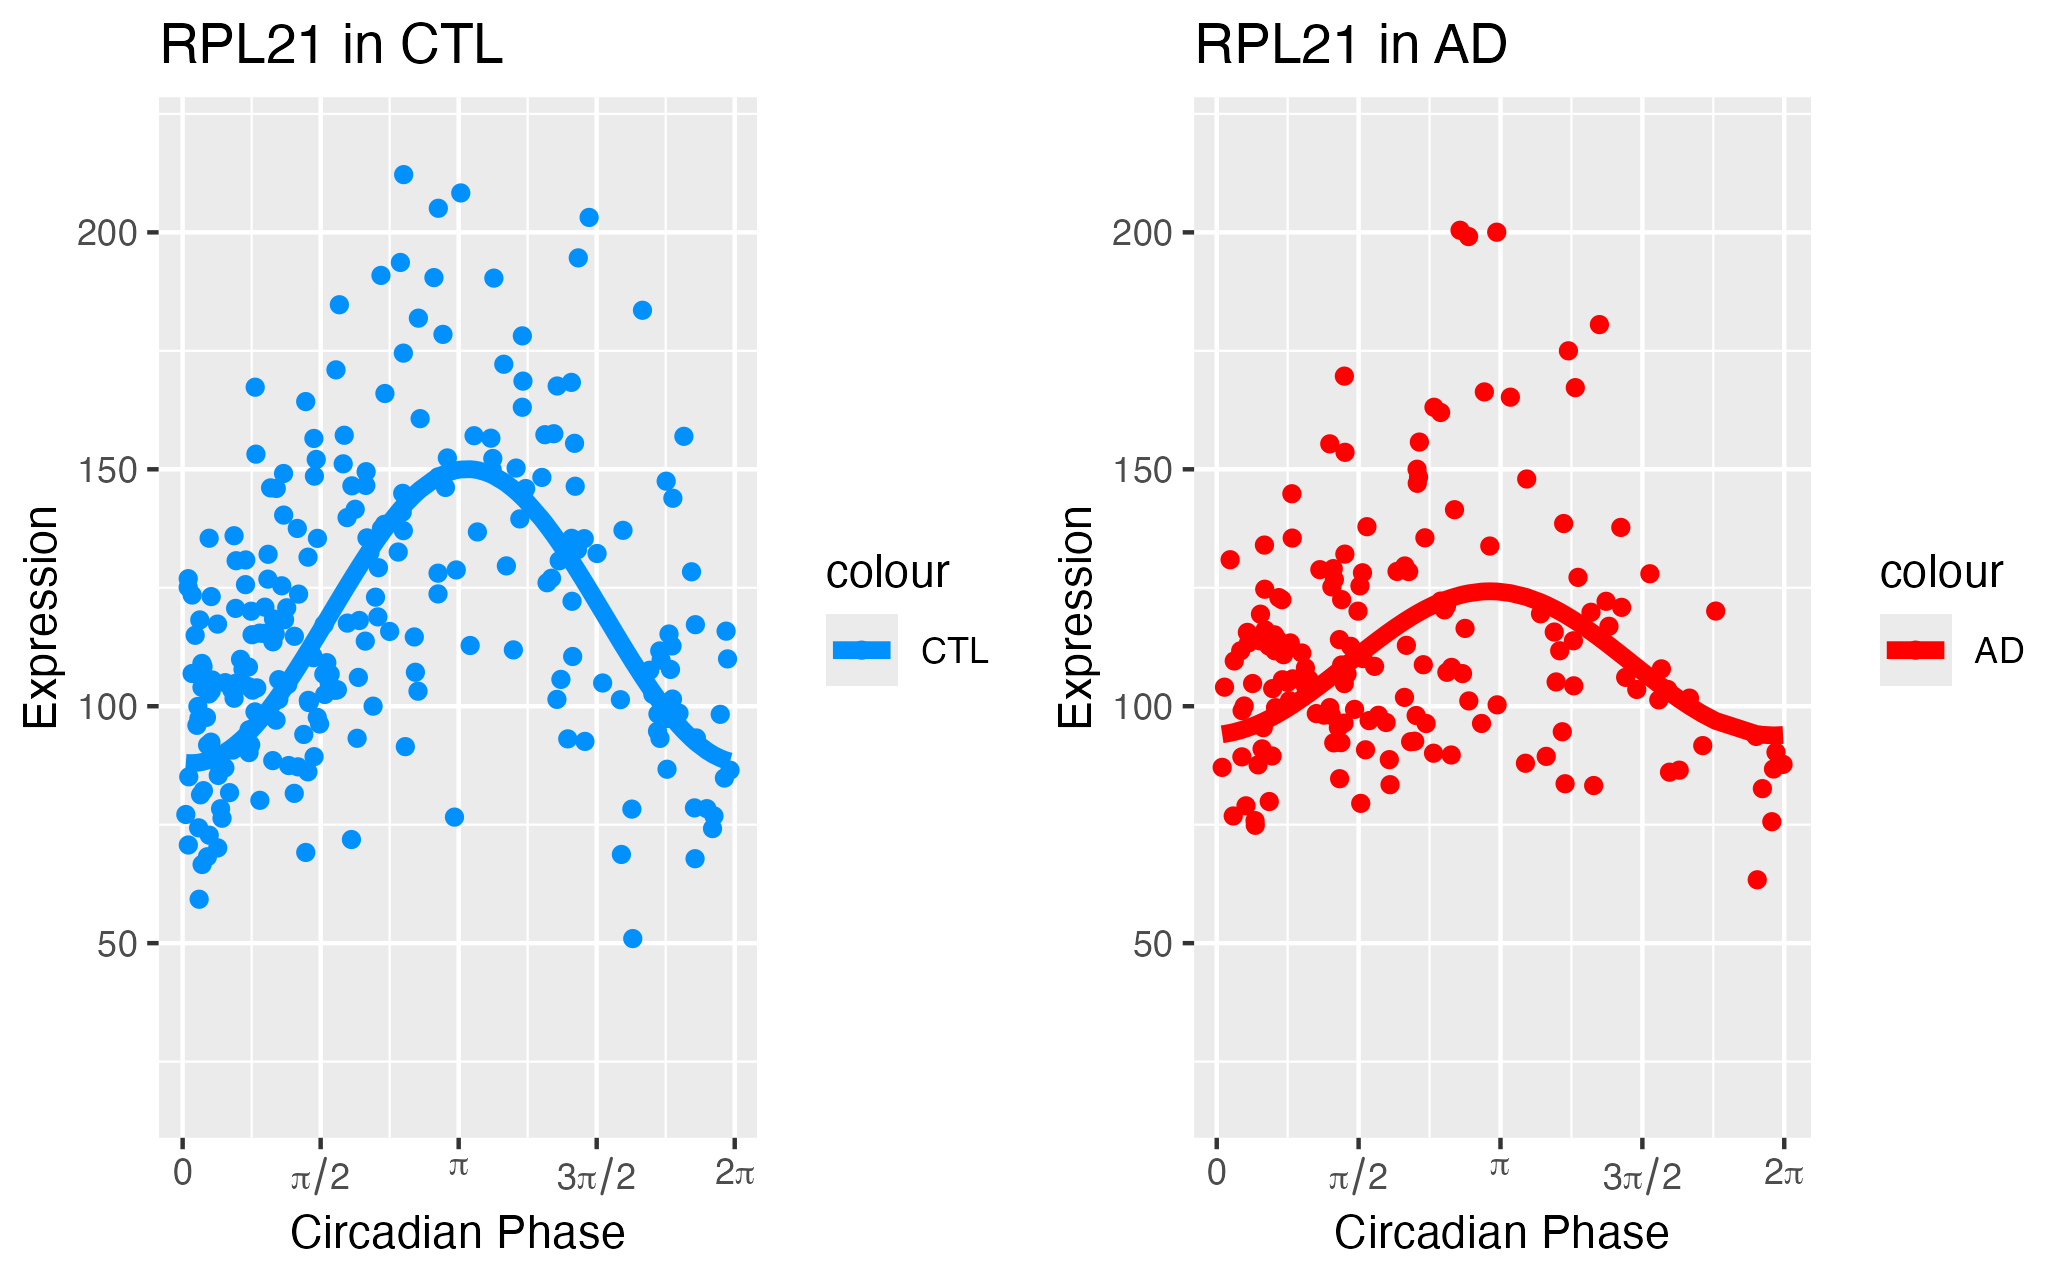 RPL21 in CTL
RPL21 in AD
Expression
200
150
100
50
0
π/2
π
3π/2
2π
Circadian Phase
colour
CTL
Expression
200
150
100
50
0
π/2
π
3π/2
2π
Circadian Phase
colour
AD